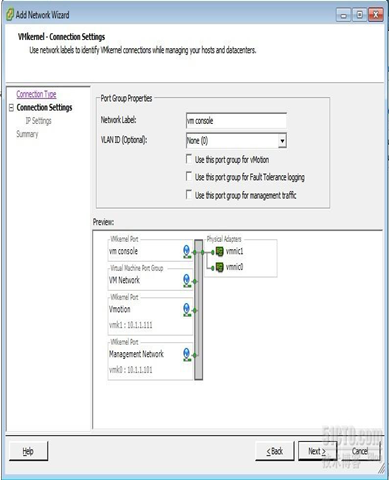 Add Network Wizard
VMkernel - Connection Settings
Use network labels to identify VMkernel connections while managing your hosts and datacenters.
Connection Type
Connection Settings
IP Settings
Summary
Port Group Properties
Network Label:
vm console
VLAN ID (Optional):
None (0)
Use this port group for vMotion
Use this port group for Fault Tolerance logging
Use this port group for management traffic
Preview:
VMkernel Port
vm console
Virtual Machine Port Group
VM Network
VMkernel Port
Vmotion
vmk1 : 10.1.1.111
VMkernel Port
Management Network
vmk0 : 10.1.1.101
Physical Adapters
vmnic1
vmnic0
51CTO.com
技术博客
Help
< Back
Next >
Cancel